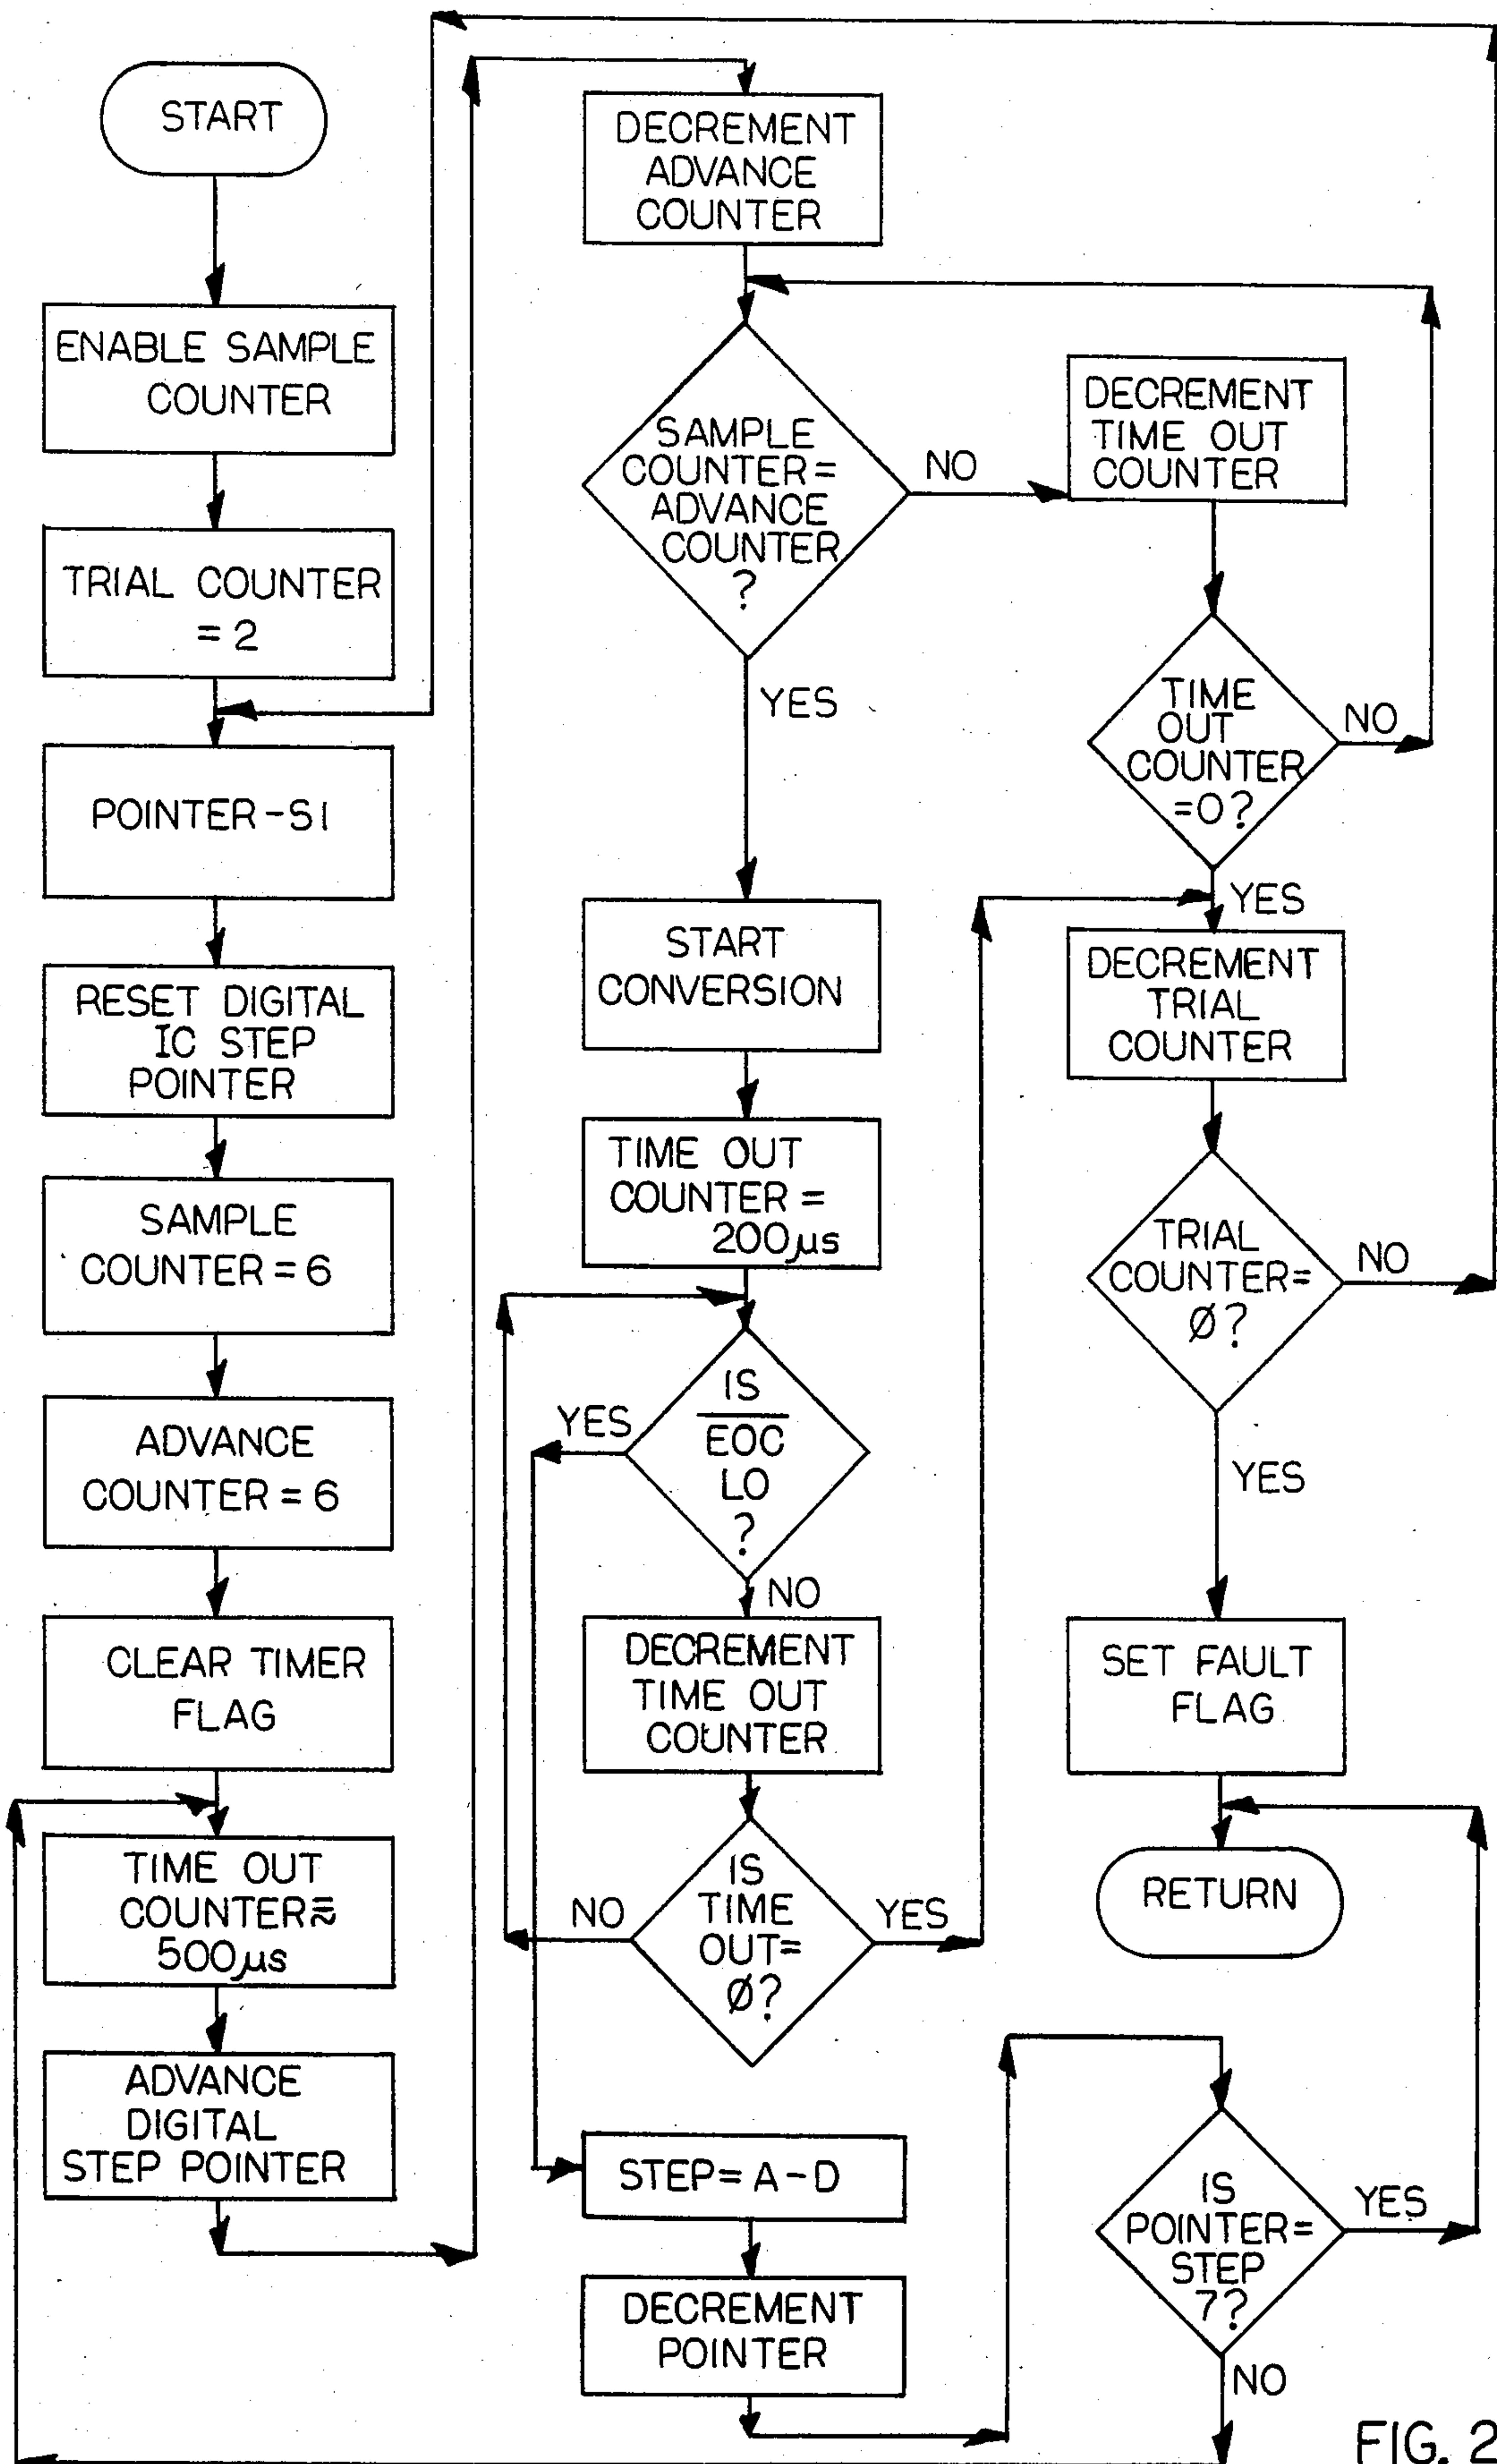 START
ENABLE SAMPLE
COUNTER
TRIAL COUNTER
= 2
POINTER-S1
RESET DIGITAL
IC STEP
POINTER
SAMPLE
COUNTER = 6
ADVANCE
COUNTER = 6
CLEAR TIMER
FLAG
TIME OUT
COUNTER≅
500µs
ADVANCE
DIGITAL
STEP POINTER
DECREMENT
ADVANCE
COUNTER
SAMPLE
COUNTER=
ADVANCE
COUNTER
?
NO
YES
START
CONVERSION
TIME OUT
COUNTER =
200µs
IS
E̅O̅C̅
LO
?
YES
NO
DECREMENT
TIME OUT
COUNTER
IS
TIME
OUT=
Ø?
NO
YES
STEP= A-D
DECREMENT
POINTER
DECREMENT
TIME OUT
COUNTER
TIME
OUT
COUNTER
=0?
NO
YES
DECREMENT
TRIAL
COUNTER
TRIAL
COUNTER=
Ø?
NO
YES
SET FAULT
FLAG
RETURN
IS
POINTER=
STEP
7?
YES
NO
FIG. 2